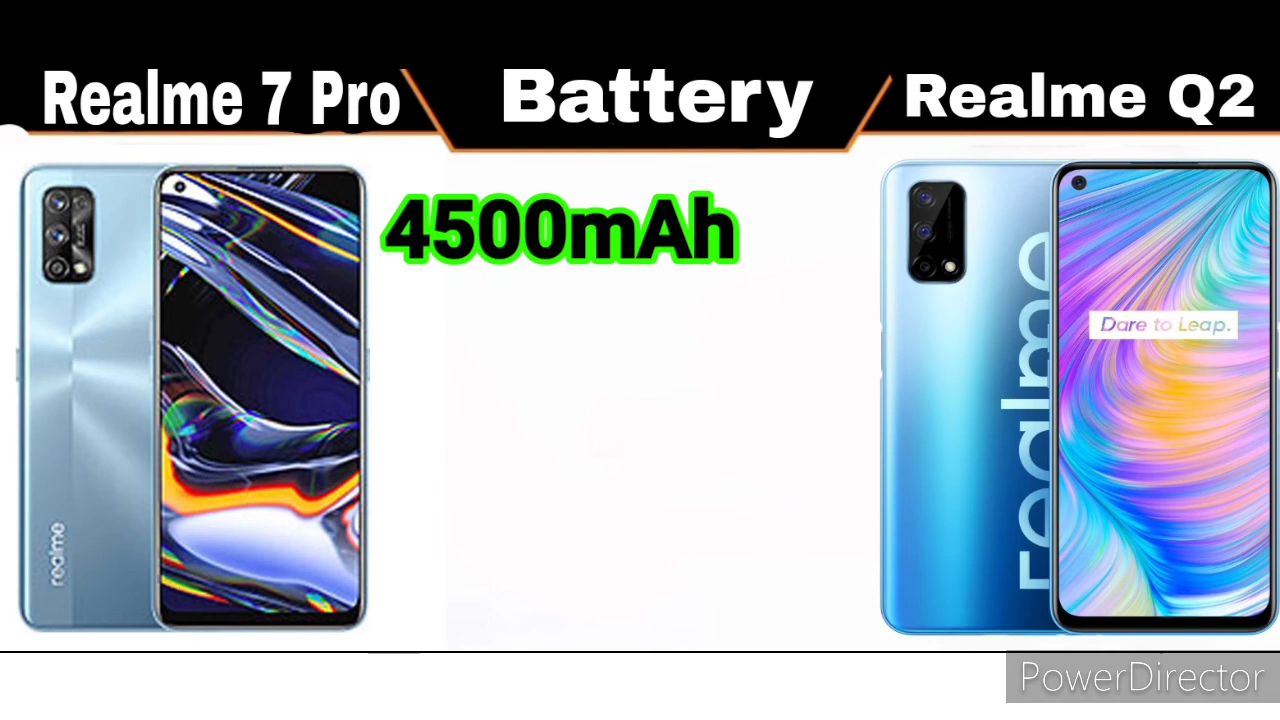 Realme 7 Pro
Battery
Realme Q2
4500mAh
Dare to Leap.
realme
realme
PowerDirector